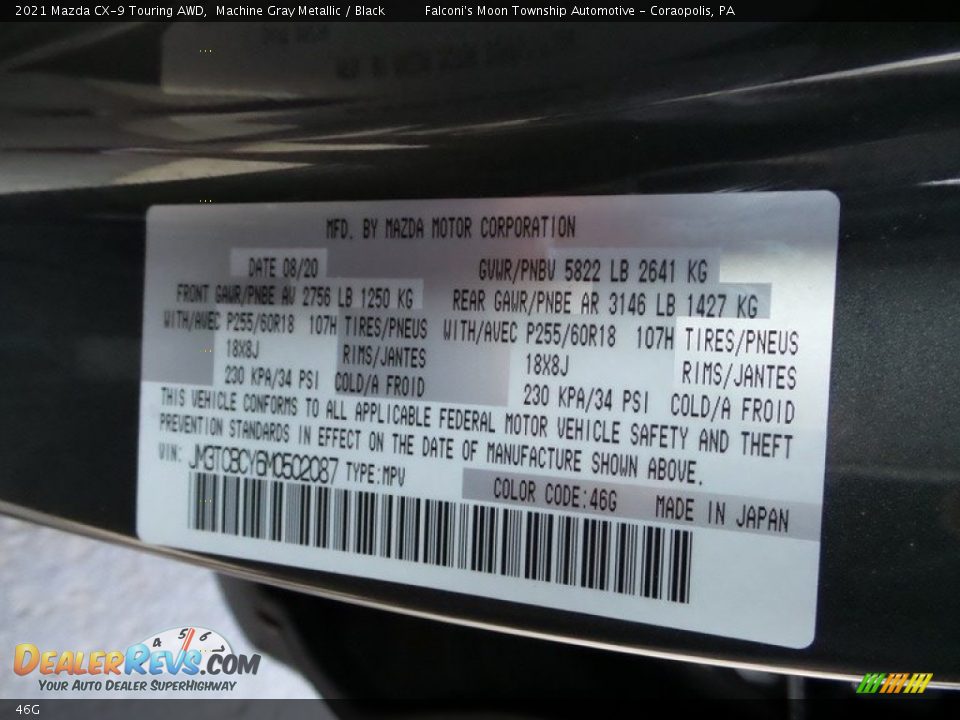 2021 Mazda CX-9 Touring AWD, Machine Gray Metallic / Black Falconi's Moon Township Automotive - Coraopolis, PA
MFD. BY MAZDA MOTOR CORPORATION
DATE 08/20 GVWR/PNBV 5822 LB 2641 KG
FRONT GAWR/PNBE AV 2756 LB 1250 KG REAR GAWR/PNBE AR 3146 LB 1427 KG
WITH/AVEC P255/60R18 107H TIRES/PNEUS WITH/AVEC P255/60R18 107H TIRES/PNEUS
18X8J RIMS/JANTES 18X8J RIMS/JANTES
230 KPA/34 PSI COLD/A FROID 230 KPA/34 PSI COLD/A FROID
THIS VEHICLE CONFORMS TO ALL APPLICABLE FEDERAL MOTOR VEHICLE SAFETY AND THEFT
PREVENTION STANDARDS IN EFFECT ON THE DATE OF MANUFACTURE SHOWN ABOVE.
VIN: JM3TCBCY6M0502087 TYPE:MPV
COLOR CODE:46G MADE IN JAPAN
4 5 6
DEALERREVS.COM
YOUR AUTO DEALER SUPERHIGHWAY
46G